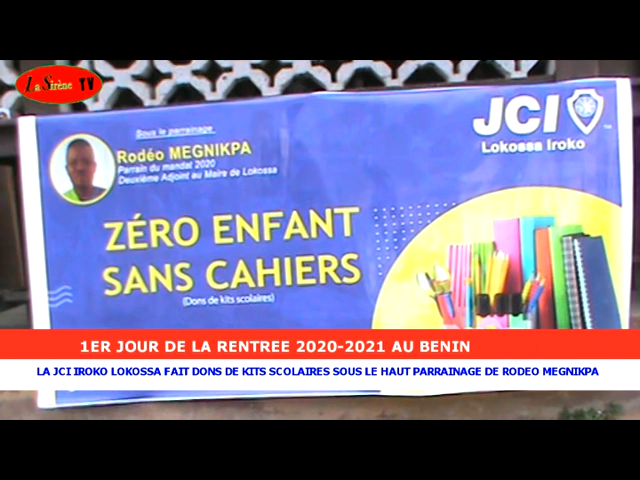 La Sirène TV
Sous le parrainage
Rodéo MEGNIKPA
Parrain du mandat 2020
Deuxième Adjoint au Maire de Lokossa
JCI
Lokossa Iroko
ZÉRO ENFANT
SANS CAHIERS
(Dons de kits scolaires)
1ER JOUR DE LA RENTREE 2020-2021 AU BENIN
LA JCI IROKO LOKOSSA FAIT DONS DE KITS SCOLAIRES SOUS LE HAUT PARRAINAGE DE RODEO MEGNIKPA